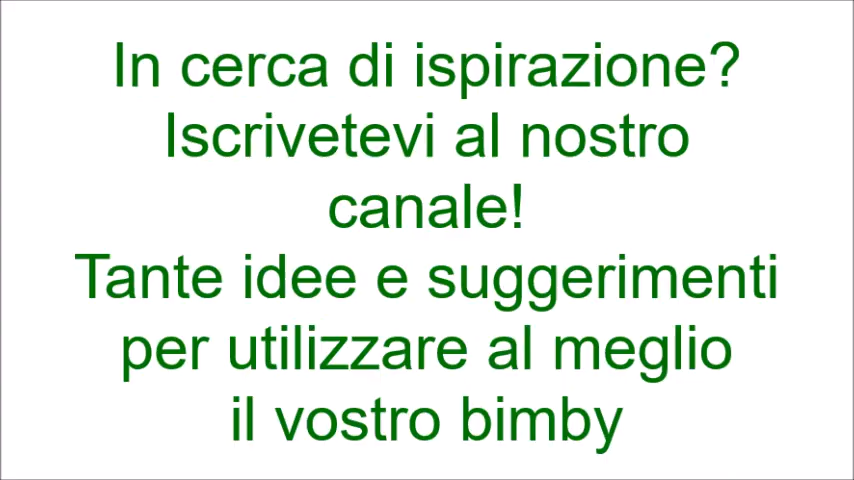 In cerca di ispirazione?
Iscrivetevi al nostro
canale!
Tante idee e suggerimenti
per utilizzare al meglio
il vostro bimby